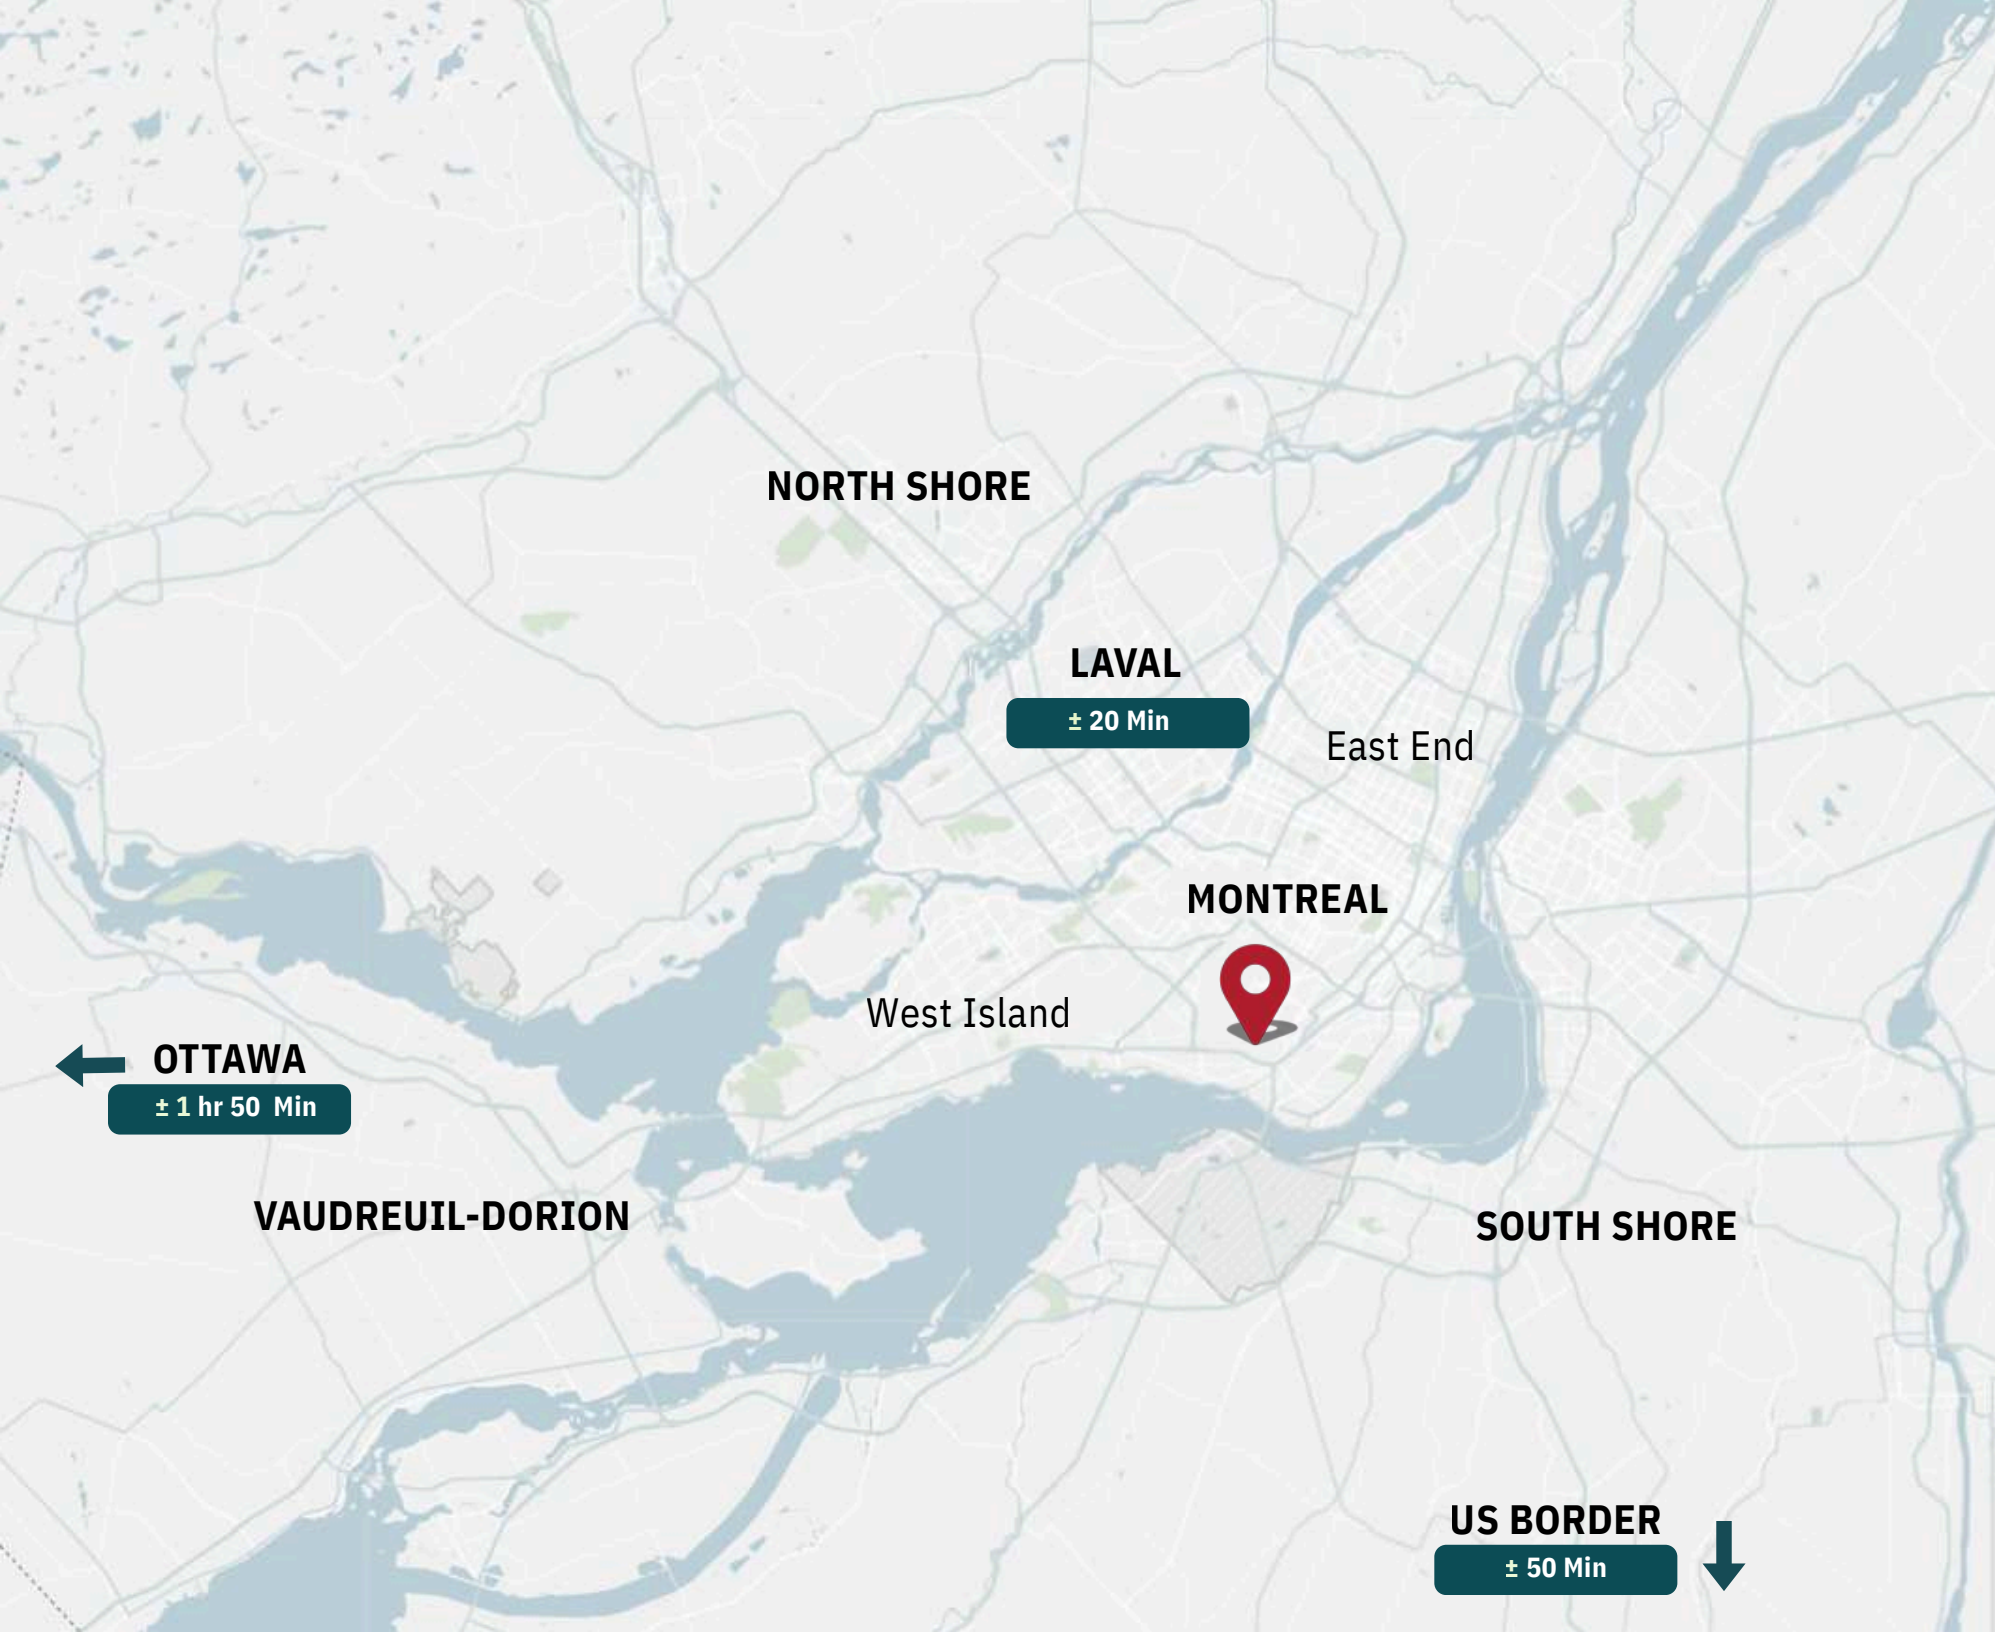 NORTH SHORE
LAVAL
± 20 Min
East End
MONTREAL
West Island
OTTAWA
± 1 hr 50 Min
VAUDREUIL-DORION
SOUTH SHORE
US BORDER
± 50 Min